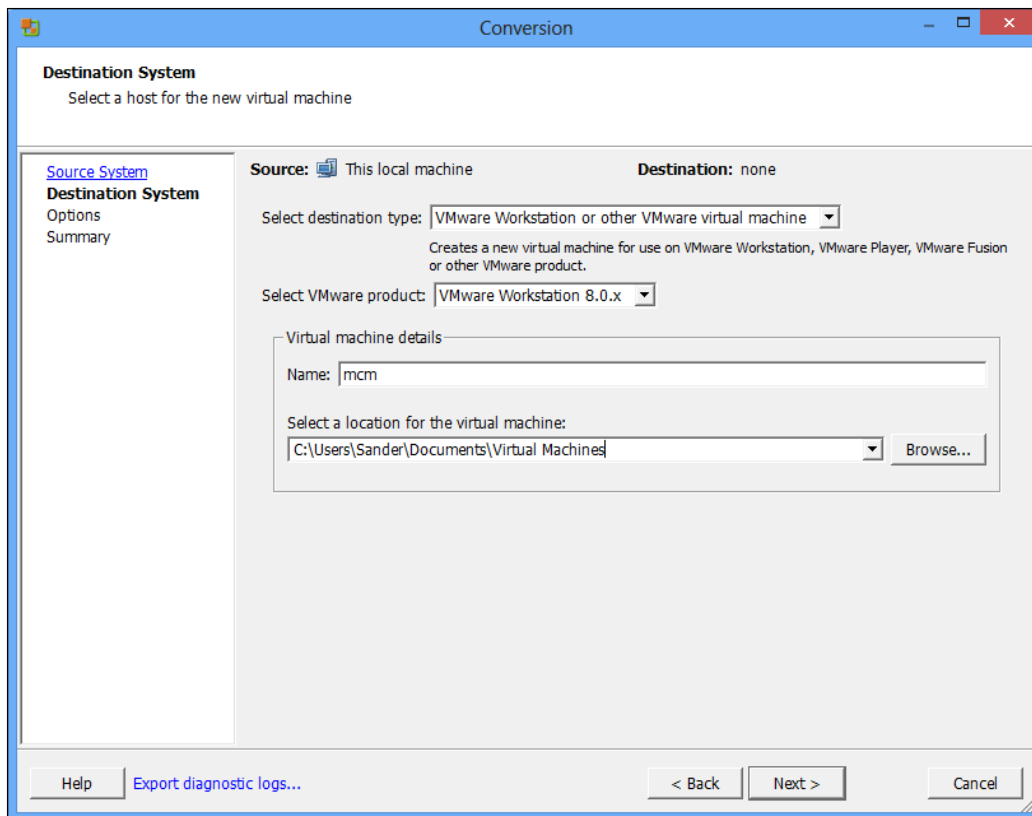 Conversion
Destination System
Select a host for the new virtual machine
Source System
Destination System
Options
Summary
Source: This local machine Destination: none
Select destination type: VMware Workstation or other VMware virtual machine
Creates a new virtual machine for use on VMware Workstation, VMware Player, VMware Fusion
or other VMware product.
Select VMware product: VMware Workstation 8.0.x
Virtual machine details
Name: mcm
Select a location for the virtual machine:
C:\Users\Sander\Documents\Virtual Machines Browse...
Help Export diagnostic logs... < Back Next > Cancel